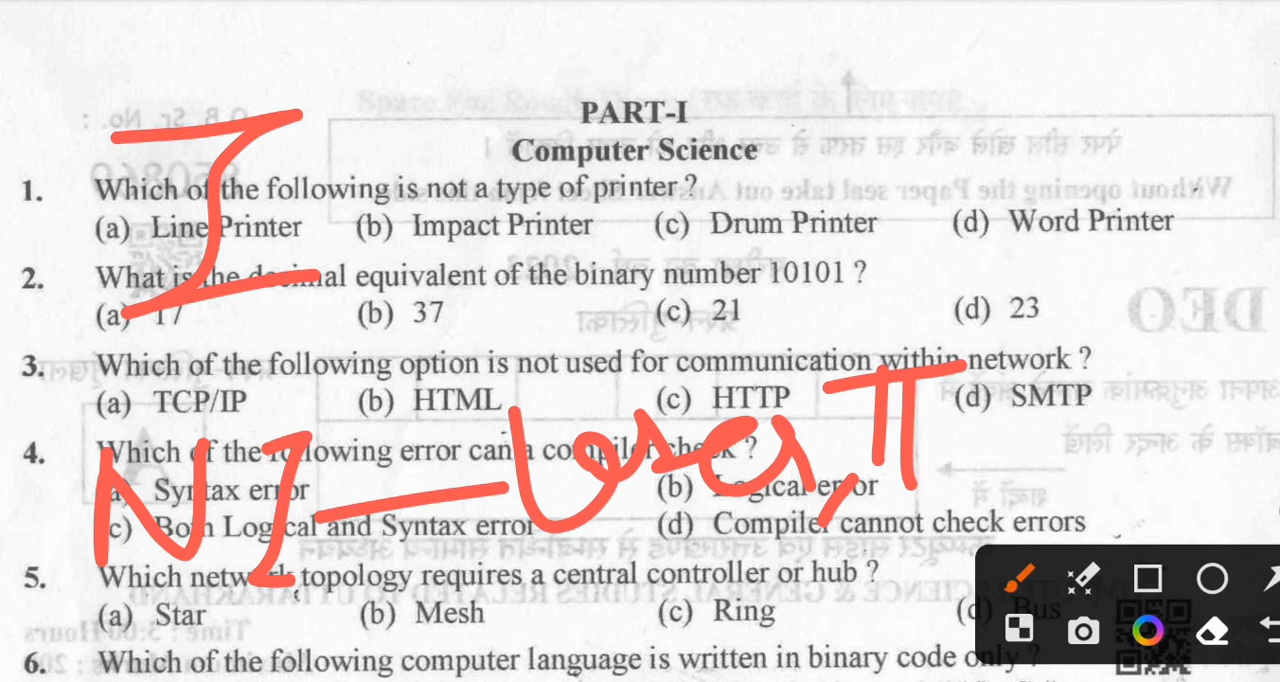 PART-I
Computer Science
1. Which of the following is not a type of printer ?
(a) Line Printer (b) Impact Printer (c) Drum Printer (d) Word Printer
2. What is the decimal equivalent of the binary number 10101 ?
(a) 17 (b) 37 (c) 21 (d) 23
3. Which of the following option is not used for communication within network ?
(a) TCP/IP (b) HTML (c) HTTP (d) SMTP
4. Which of the following error can a compiler check ?
(a) Syntax error (b) Logical error
(c) Both Logical and Syntax error (d) Compiler cannot check errors
5. Which network topology requires a central controller or hub ?
(a) Star (b) Mesh (c) Ring (d) Bus
6. Which of the following computer language is written in binary code only ?
I
NI
II